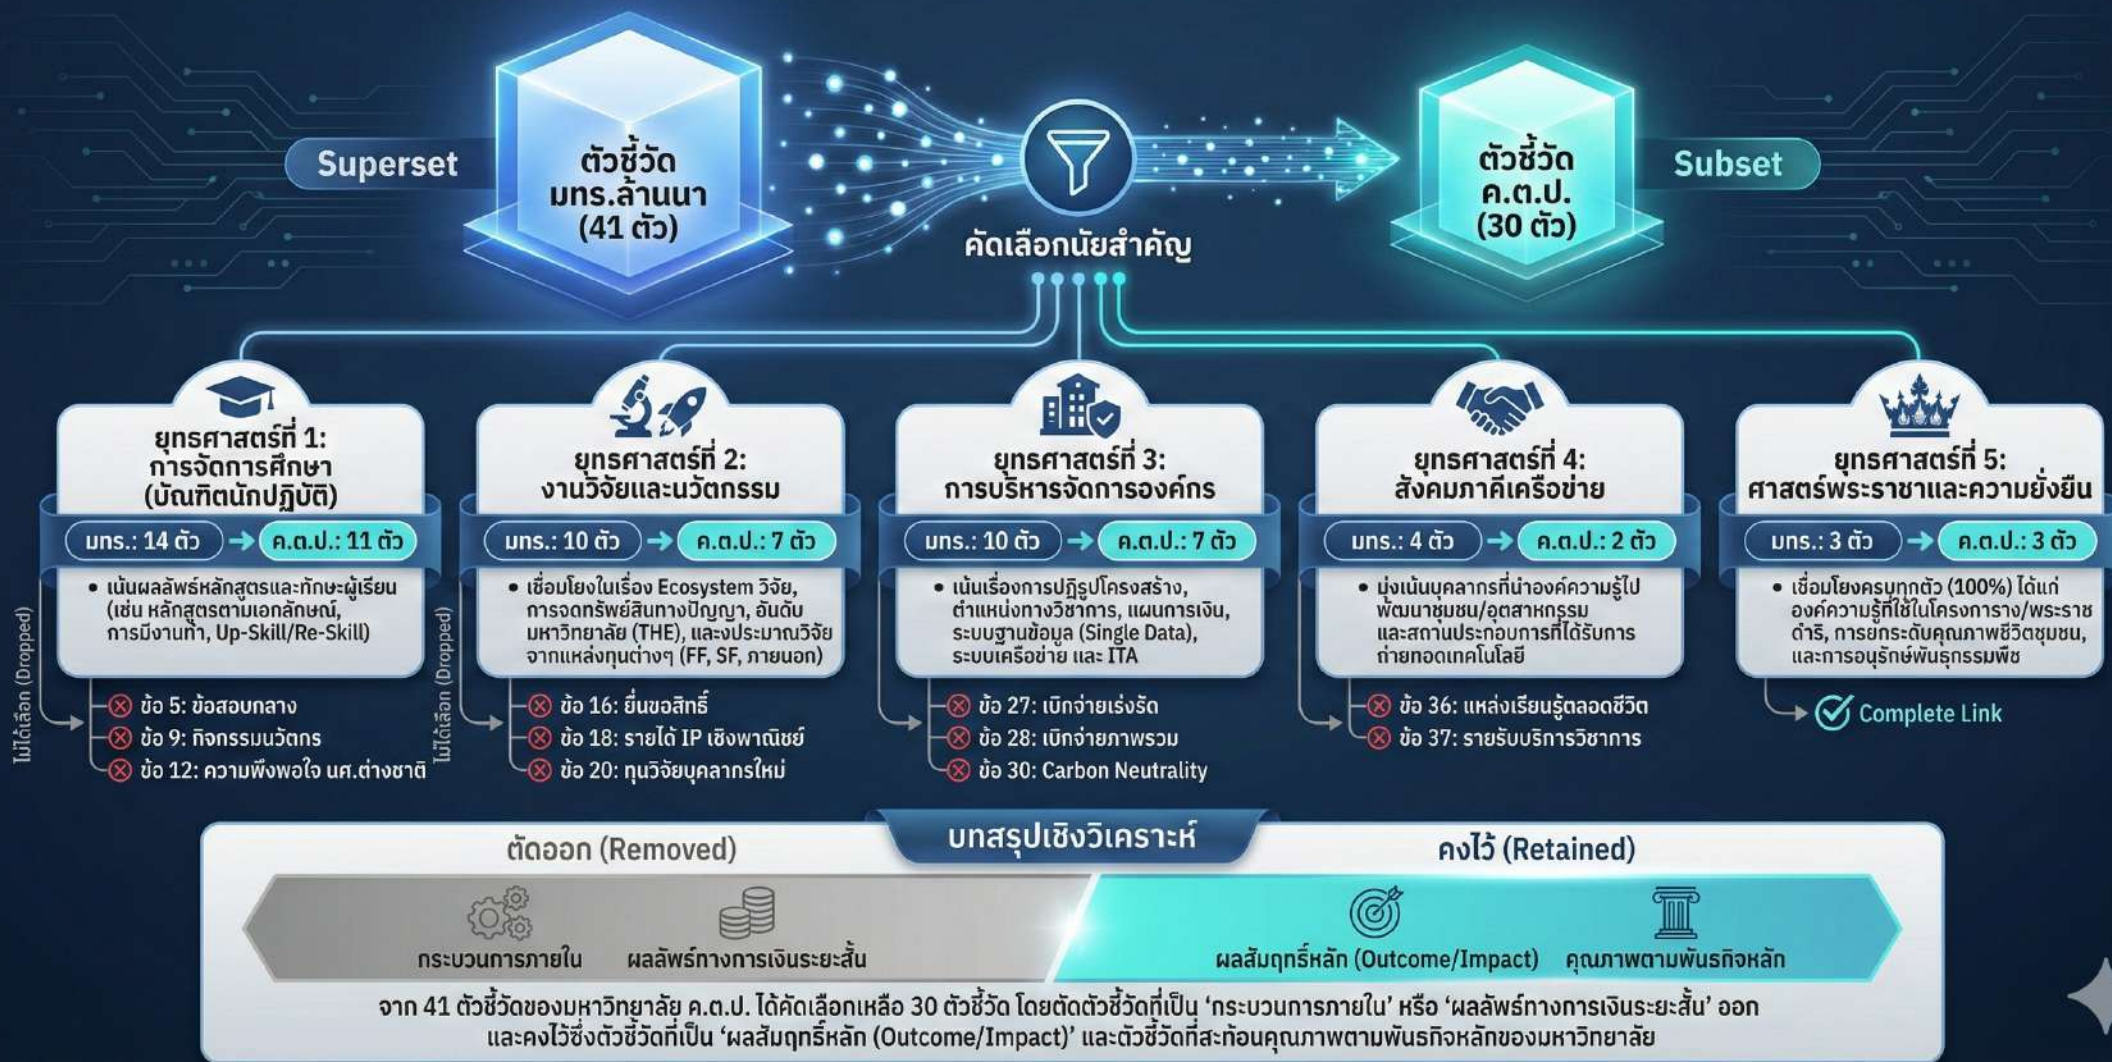 Superset
ตัวชี้วัด
มทร.ล้านนา
(41 ตัว)
คัดเลือกนัยสำคัญ
ตัวชี้วัด
ค.ต.ป.
(30 ตัว)
Subset
ยุทธศาสตร์ที่ 1:
การจัดการศึกษา
(บัณฑิตนักปฏิบัติ)
มทร.: 14 ตัว
ค.ต.ป.: 11 ตัว
• เน้นผลลัพธ์หลักสูตรและทักษะผู้เรียน
(เช่น หลักสูตรตามเอกลักษณ์,
การมีงานทำ, Up-Skill/Re-Skill)
ไม่ได้เลือก (Dropped)
ข้อ 5: ข้อสอบกลาง
ข้อ 9: กิจกรรมนวัตกร
ข้อ 12: ความพึงพอใจ นศ.ต่างชาติ
ยุทธศาสตร์ที่ 2:
งานวิจัยและนวัตกรรม
มทร.: 10 ตัว
ค.ต.ป.: 7 ตัว
• เชื่อมโยงในเรื่อง Ecosystem วิจัย,
การจดทรัพย์สินทางปัญญา, อันดับ
มหาวิทยาลัย (THE), และงบประมาณวิจัย
จากแหล่งทุนต่างๆ (FF, SF, ภายนอก)
ไม่ได้เลือก (Dropped)
ข้อ 16: ยื่นขอสิทธิ์
ข้อ 18: รายได้ IP เชิงพาณิชย์
ข้อ 20: ทุนวิจัยบุคลากรใหม่
ยุทธศาสตร์ที่ 3:
การบริหารจัดการองค์กร
มทร.: 10 ตัว
ค.ต.ป.: 7 ตัว
• เน้นเรื่องการปฏิรูปโครงสร้าง,
ตำแหน่งทางวิชาการ, แผนการเงิน,
ระบบฐานข้อมูล (Single Data),
ระบบเครือข่าย และ ITA
ข้อ 27: เบิกจ่ายเร่งรัด
ข้อ 28: เบิกจ่ายภาพรวม
ข้อ 30: Carbon Neutrality
ยุทธศาสตร์ที่ 4:
สังคมภาคีเครือข่าย
มทร.: 4 ตัว
ค.ต.ป.: 2 ตัว
• มุ่งเน้นบุคลากรที่นำองค์ความรู้ไป
พัฒนาชุมชน/อุตสาหกรรม
และสถานประกอบการที่ได้รับการ
ถ่ายทอดเทคโนโลยี
ข้อ 36: แหล่งเรียนรู้ตลอดชีวิต
ข้อ 37: รายรับบริการวิชาการ
ยุทธศาสตร์ที่ 5:
ศาสตร์พระราชาและความยั่งยืน
มทร.: 3 ตัว
ค.ต.ป.: 3 ตัว
• เชื่อมโยงครบทุกตัว (100%) ได้แก่
องค์ความรู้ที่ใช้ในโครงการาง/พระราช
ดำริ, การยกระดับคุณภาพชีวิตชุมชน,
และการอนุรักษ์พันธุกรรมพืช
Complete Link
บทสรุปเชิงวิเคราะห์
ตัดออก (Removed)
คงไว้ (Retained)
กระบวนการภายใน
ผลลัพธ์ทางการเงินระยะสั้น
ผลสัมฤทธิ์หลัก (Outcome/Impact)
คุณภาพตามพันธกิจหลัก
จาก 41 ตัวชี้วัดของมหาวิทยาลัย ค.ต.ป. ได้คัดเลือกเหลือ 30 ตัวชี้วัด โดยตัดตัวชี้วัดที่เป็น ‘กระบวนการภายใน’ หรือ ‘ผลลัพธ์ทางการเงินระยะสั้น’ ออก
และคงไว้ซึ่งตัวชี้วัดที่เป็น ‘ผลสัมฤทธิ์หลัก (Outcome/Impact)’ และตัวชี้วัดที่สะท้อนคุณภาพตามพันธกิจหลักของมหาวิทยาลัย